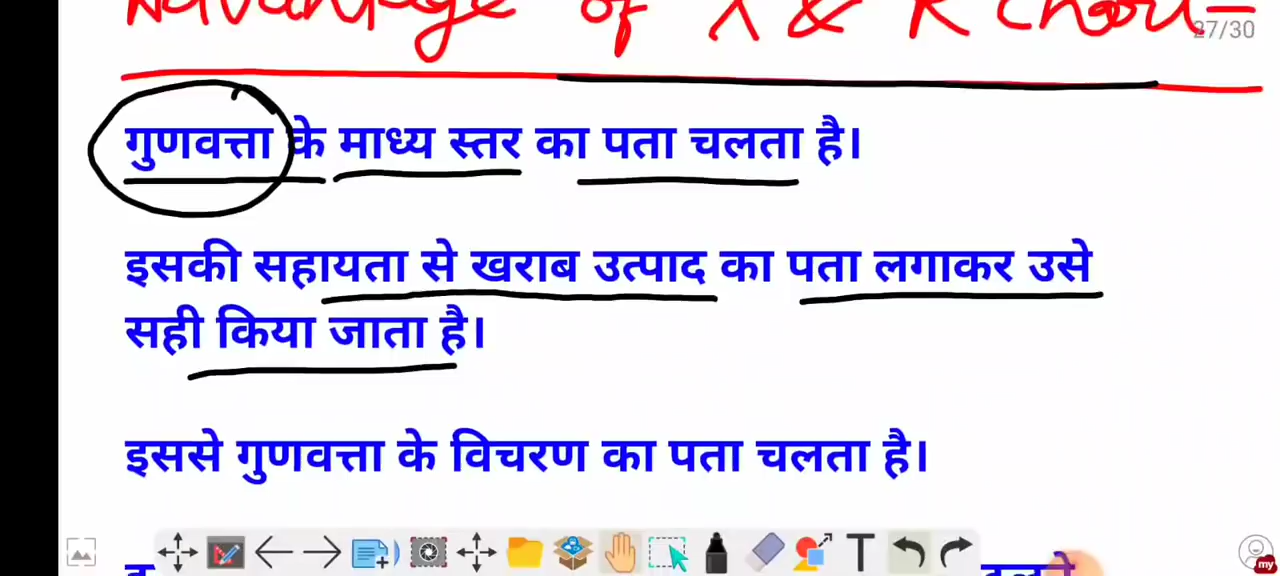 Advantage of X & R Chart
27/30
गुणवत्ता के माध्य स्तर का पता चलता है।
इसकी सहायता से खराब उत्पाद का पता लगाकर उसे
सही किया जाता है।
इससे गुणवत्ता के विचरण का पता चलता है।
T
my